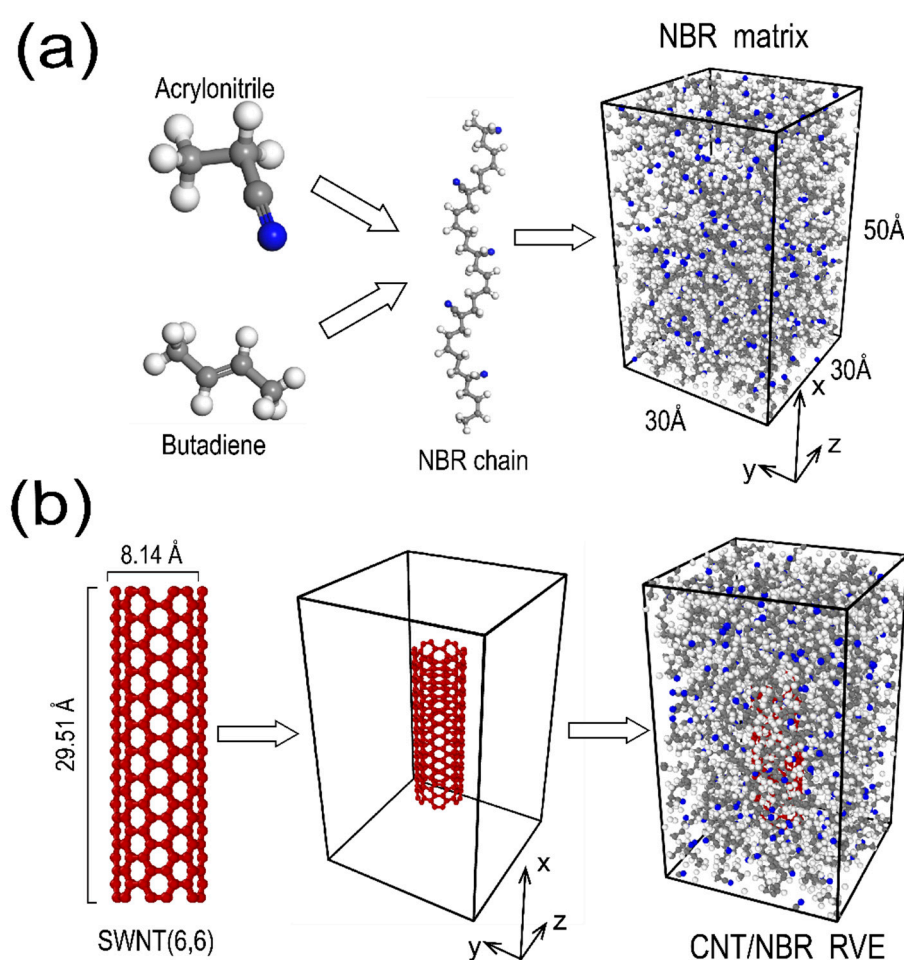 (a)
NBR matrix
Acrylonitrile
50Å
30Å
x
30Å
z
y
Butadiene
NBR chain
(b)
8.14 Å
29.51 Å
x
z
y
SWNT(6,6)
CNT/NBR RVE